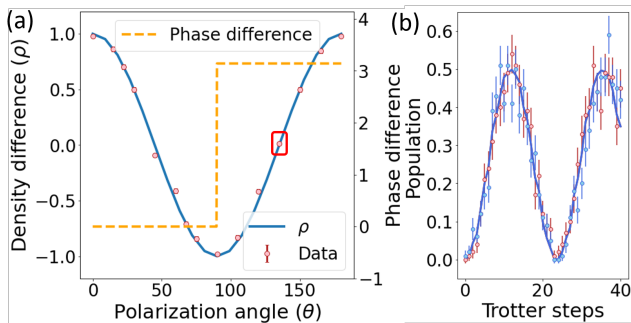 (a)
Density difference (ρ)
1.0
0.5
0.0
−0.5
−1.0
Phase difference
ρ
Data
0
50
100
150
Polarization angle (θ)
4
3
2
1
0
−1
Phase difference
(b)
Population
0.6
0.5
0.4
0.3
0.2
0.1
0.0
0
20
40
Trotter steps